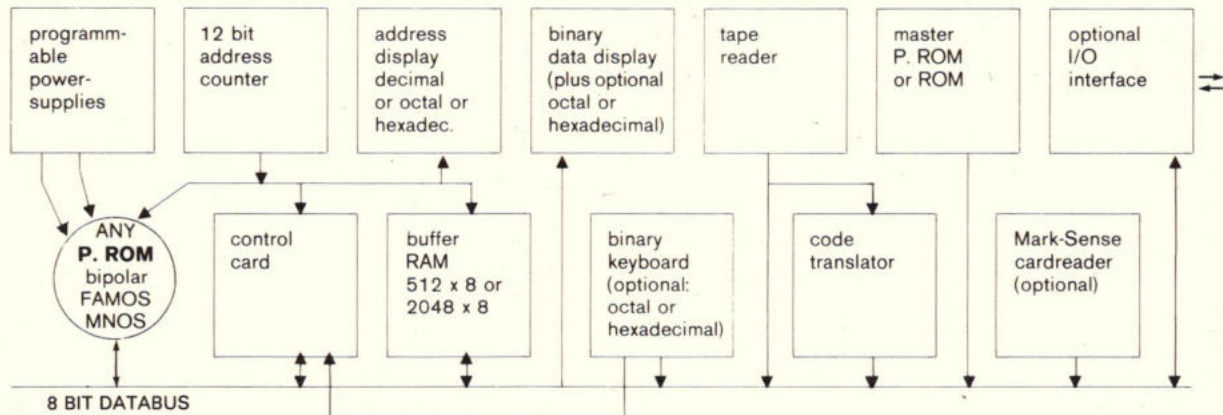 programm-
able
power-
supplies
12 bit
address
counter
address
display
decimal
or octal or
hexadec.
binary
data display
(plus optional
octal or
hexadecimal)
tape
reader
master
P. ROM
or ROM
optional
I/O
interface
ANY
P. ROM
bipolar
FAMOS
MNOS
control
card
buffer
RAM
512 x 8 or
2048 x 8
binary
keyboard
(optional:
octal or
hexadecimal)
code
translator
Mark-Sense
cardreader
(optional)
8 BIT DATABUS